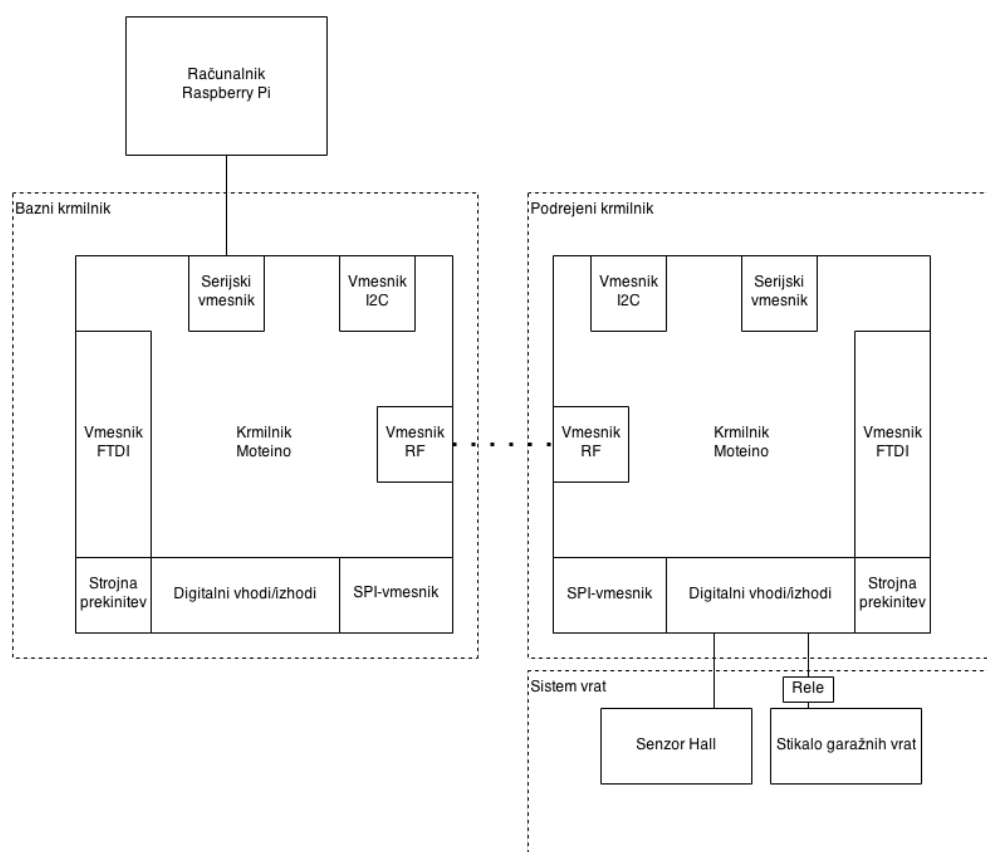 Računalnik
Raspberry Pi
Bazni krmilnik
Podrejeni krmilnik
Serijski
vmesnik
Vmesnik
I2C
Vmesnik
I2C
Serijski
vmesnik
Vmesnik
FTDI
Krmilnik
Moteino
Vmesnik
RF
Vmesnik
RF
Krmilnik
Moteino
Vmesnik
FTDI
Strojna
prekinitev
Digitalni vhodi/izhodi
SPI-vmesnik
SPI-vmesnik
Digitalni vhodi/izhodi
Strojna
prekinitev
Sistem vrat
Rele
Senzor Hall
Stikalo garažnih vrat